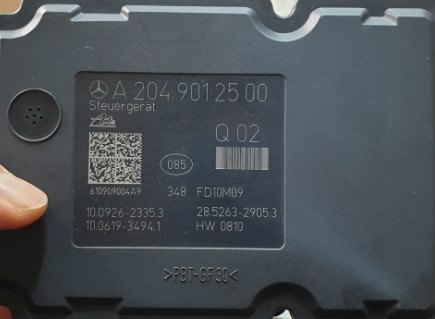 A 204 901 25 00
Steuergerät
Ate
Q 02
085
610909004A9
348 FD10M09
10.0926-2335.3
28.5263-2905.3
10.0619-3494.1
HW 0810
>PBT-GF30<